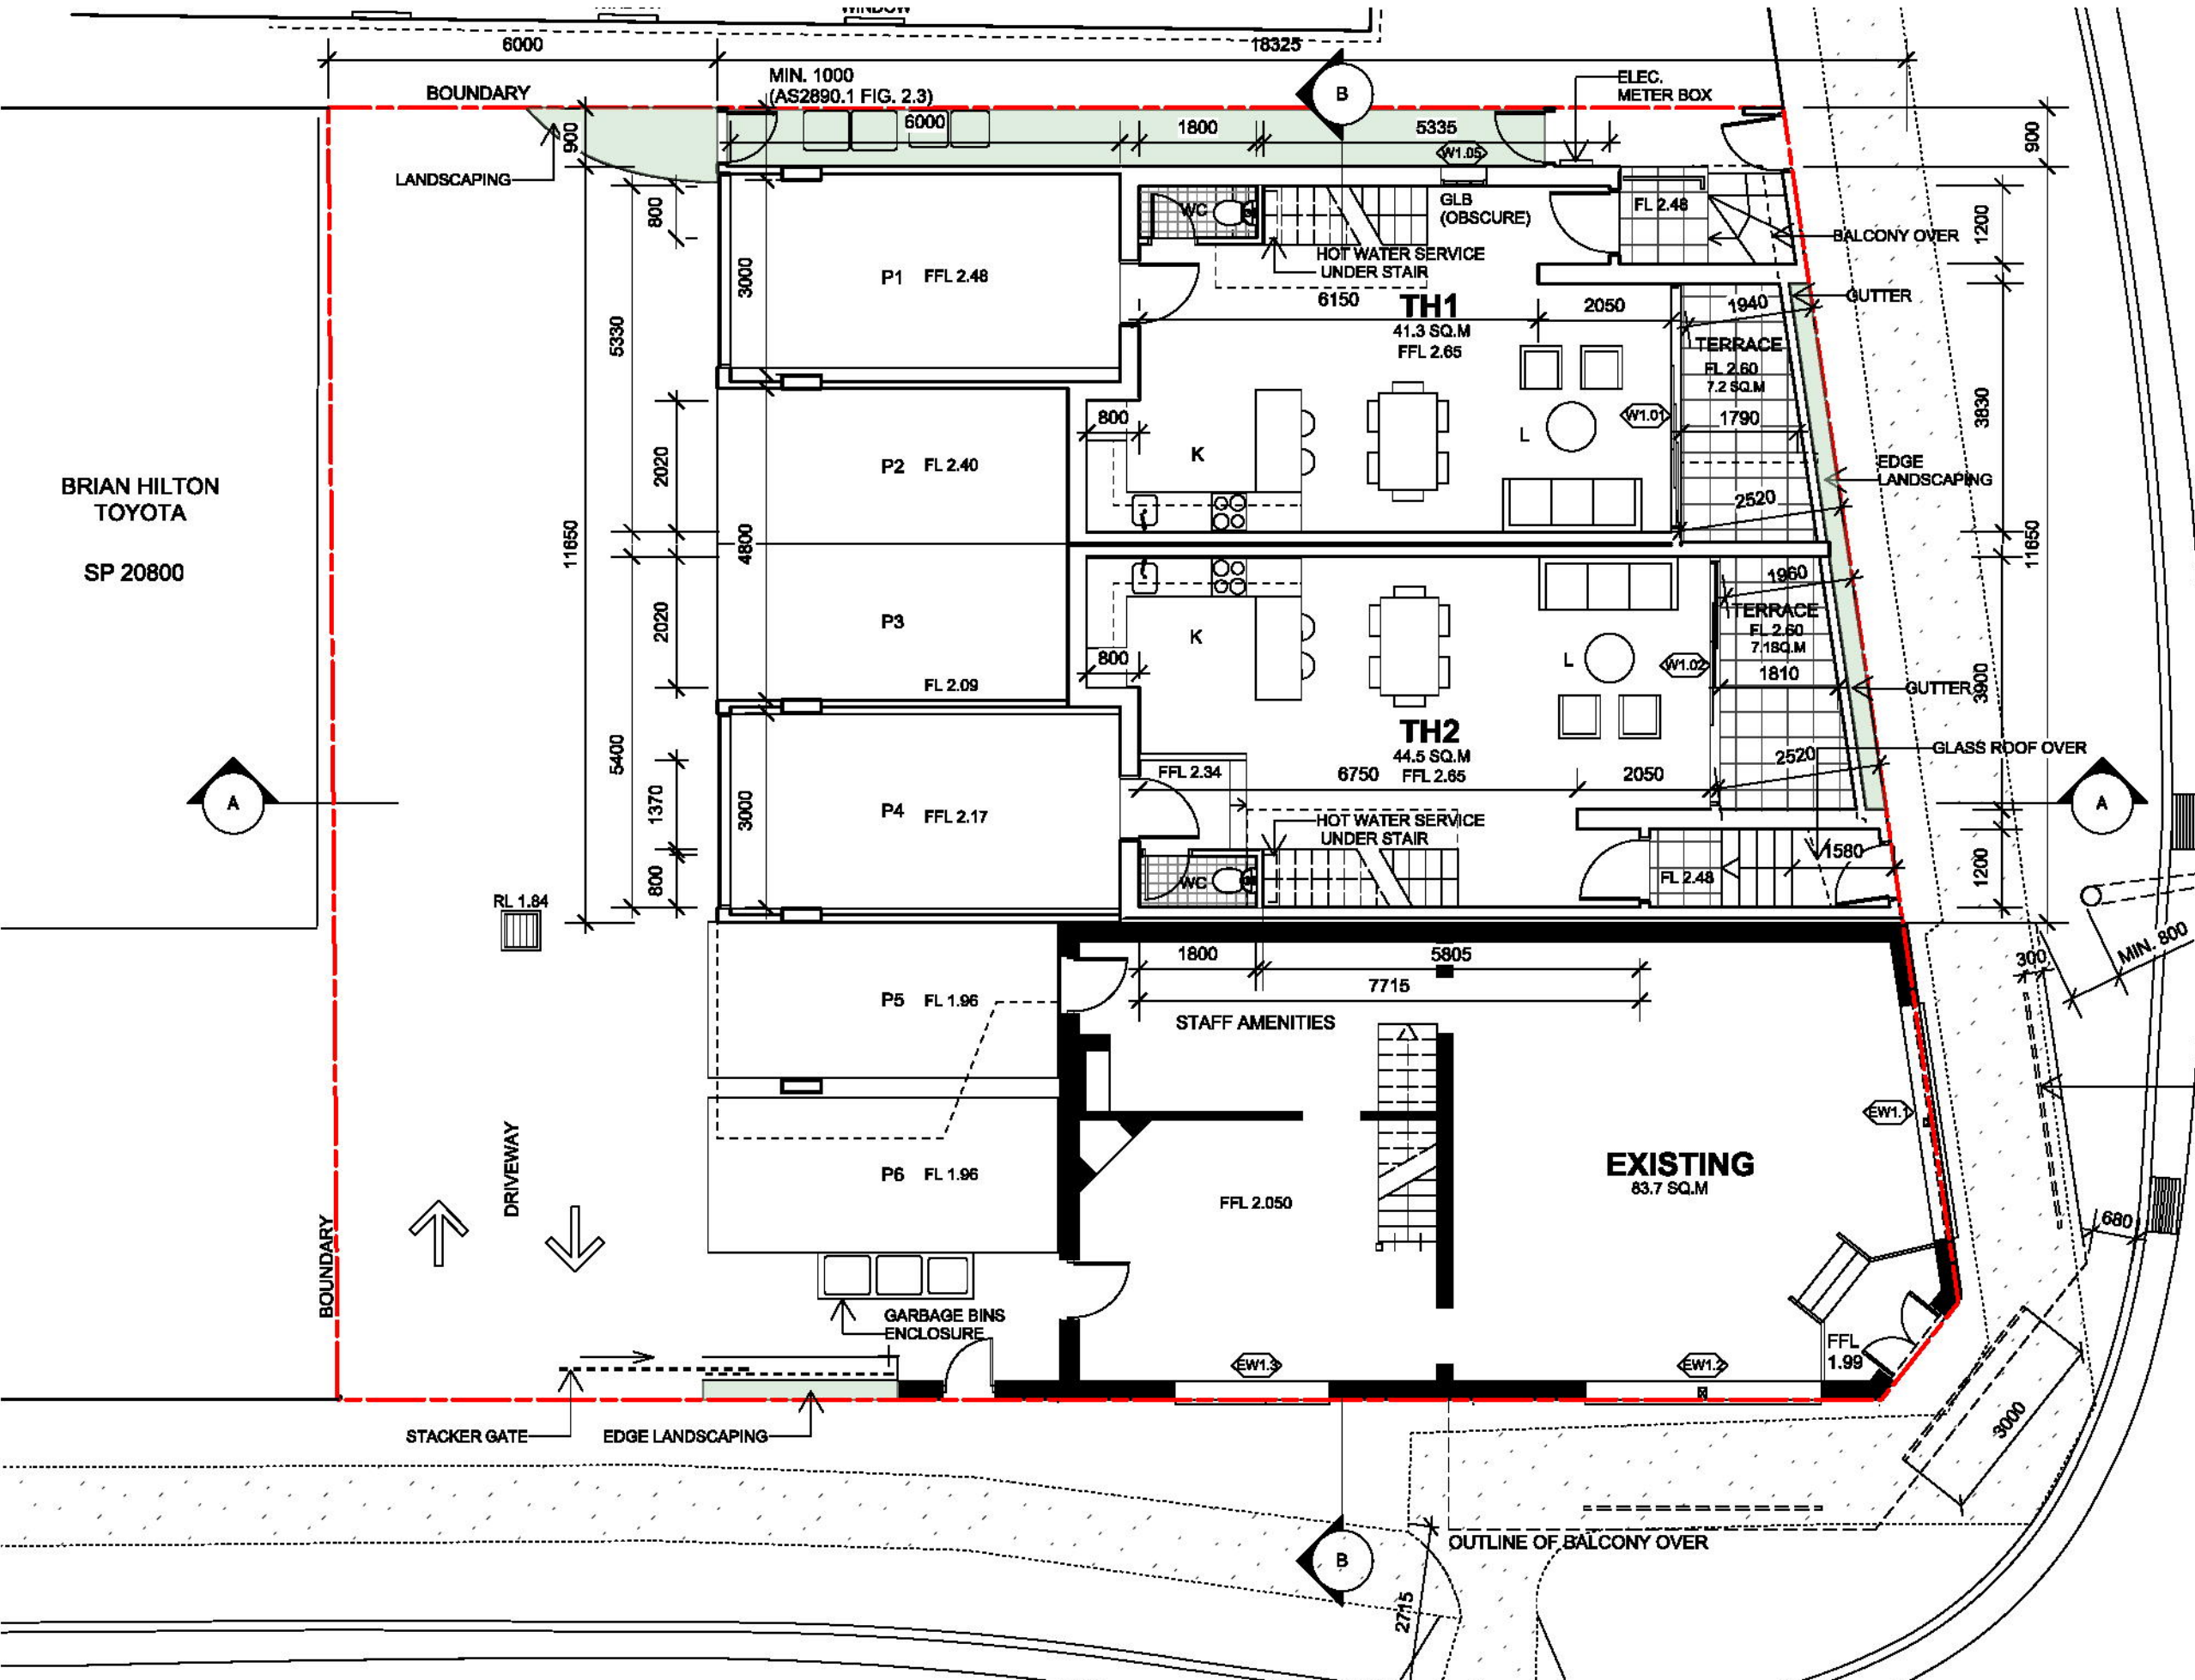 WINDOW
6000
18325
MIN. 1000
(AS2890.1 FIG. 2.3)
BOUNDARY
B
ELEC.
METER BOX
900
6000
1800
5335
900
LANDSCAPING
W1.05
800
WC
GLB
(OBSCURE)
FL 2.48
1200
BALCONY OVER
HOT WATER SERVICE
UNDER STAIR
3000
P1 FFL 2.48
6150
TH1
41.3 SQ.M
FFL 2.65
2050
1940
GUTTER
5330
TERRACE
FL 2.60
7.2 SQ.M
800
W1.01
1790
3830
L
K
P2 FL 2.40
2020
EDGE
LANDSCAPING
BRIAN HILTON
TOYOTA
SP 20800
2520
11650
4800
11650
1960
TERRACE
FL 2.60
7.1SQ.M
2020
P3
K
800
L
W1.02
1810
FL 2.09
GUTTER
3900
TH2
44.5 SQ.M
6750 FFL 2.65
2050
2520
GLASS ROOF OVER
5400
FFL 2.34
A
1370
3000
P4 FFL 2.17
HOT WATER SERVICE
UNDER STAIR
A
1580
800
WC
FL 2.48
1200
RL 1.84
MIN. 800
300
1800
5805
7715
P5 FL 1.96
STAFF AMENITIES
EW1.1
DRIVEWAY
EXISTING
83.7 SQ.M
P6 FL 1.96
FFL 2.050
680
BOUNDARY
GARBAGE BINS
ENCLOSURE
FFL
1.99
EW1.3
EW1.2
STACKER GATE
EDGE LANDSCAPING
3000
OUTLINE OF BALCONY OVER
B
2715